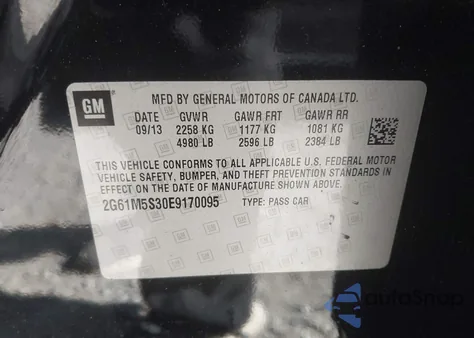 GM
MFD BY GENERAL MOTORS OF CANADA LTD.
DATE GVWR GAWR FRT GAWR RR
09/13 2258 KG 1177 KG 1081 KG
4980 LB 2596 LB 2384 LB
THIS VEHICLE CONFORMS TO ALL APPLICABLE U.S. FEDERAL MOTOR
VEHICLE SAFETY, BUMPER, AND THEFT PREVENTION STANDARDS
IN EFFECT ON THE DATE OF MANUFACTURE SHOWN ABOVE.
2G61M5S30E9170095 TYPE: PASS CAR
autoSnap